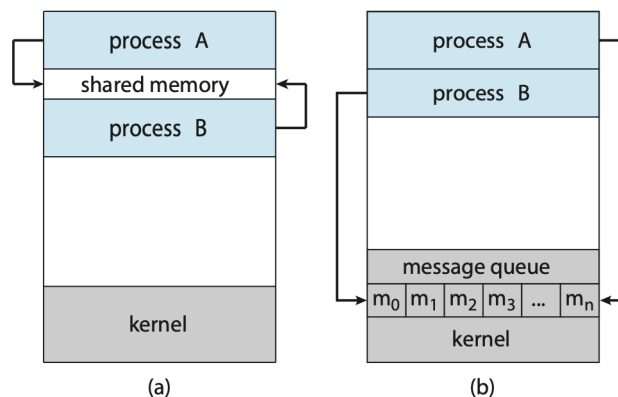 process A
shared memory
process B
kernel
(a)
process A
process B
message queue
m₀ m₁ m₂ m₃ ... mₙ
kernel
(b)